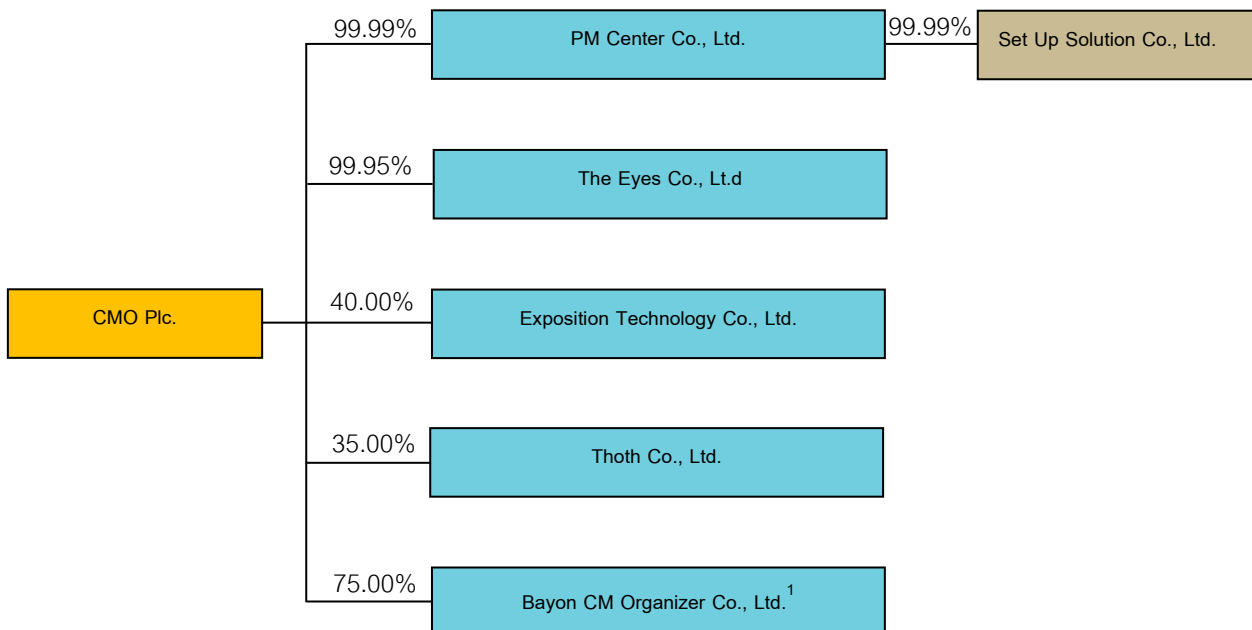 99.99%
PM Center Co., Ltd.
99.99%
Set Up Solution Co., Ltd.
99.95%
The Eyes Co., Lt.d
CMO Plc.
40.00%
Exposition Technology Co., Ltd.
35.00%
Thoth Co., Ltd.
75.00%
Bayon CM Organizer Co., Ltd.¹